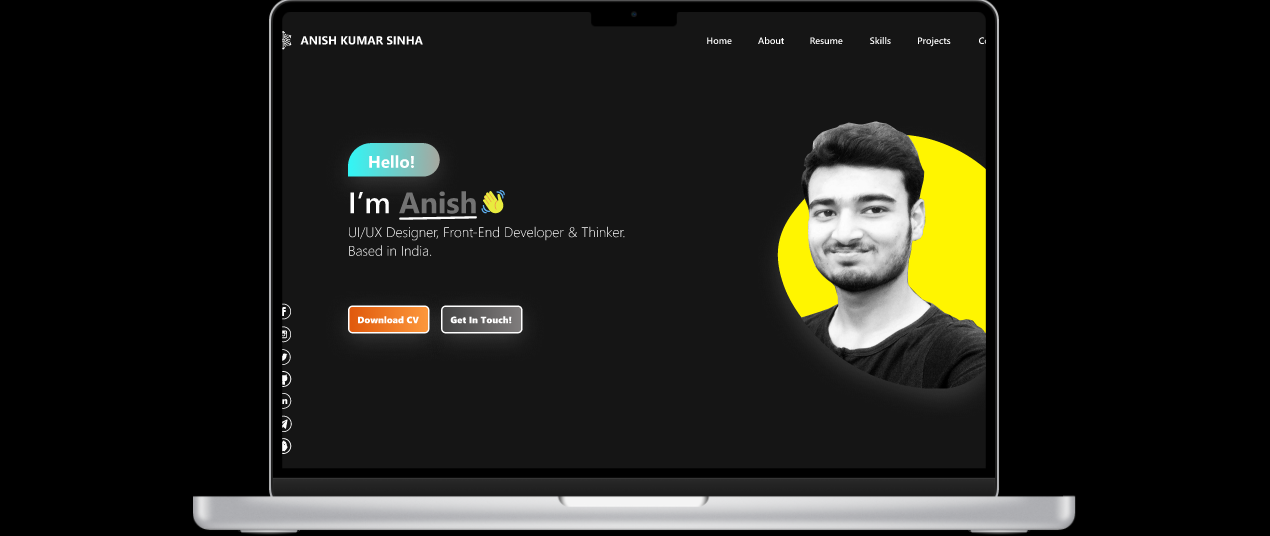 ANISH KUMAR SINHA
Home About Resume Skills Projects
Hello!
I'm Anish
UI/UX Designer, Front-End Developer & Thinker.
Based in India.
Download CV Get In Touch!